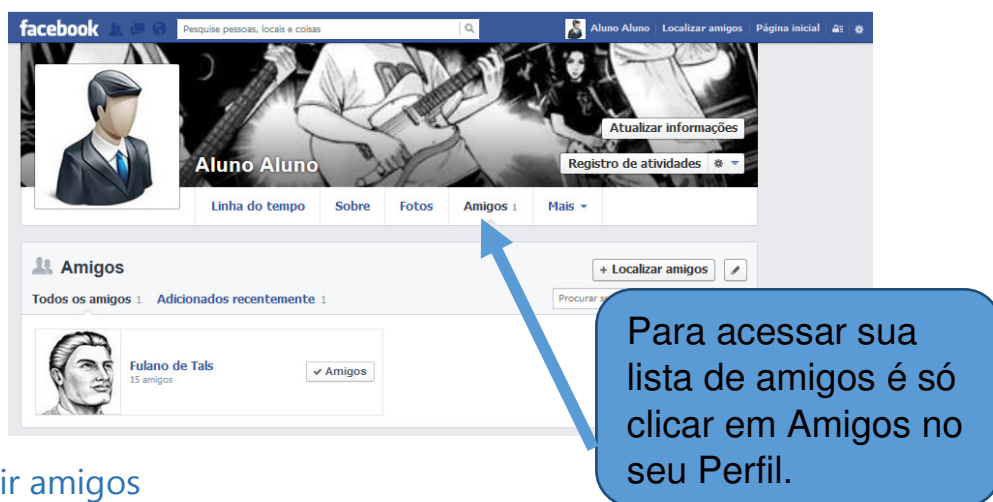 facebook Pesquise pessoas, locais e coisas Aluno Aluno Localizar amigos Página inicial
Atualizar informações
Aluno Aluno Registro de atividades
Linha do tempo Sobre Fotos Amigos 1 Mais
Amigos + Localizar amigos
Todos os amigos 1 Adicionados recentemente 1 Procurar
Fulano de Tals
15 amigos
✓ Amigos
Para acessar sua
lista de amigos é só
clicar em Amigos no
seu Perfil.
ir amigos